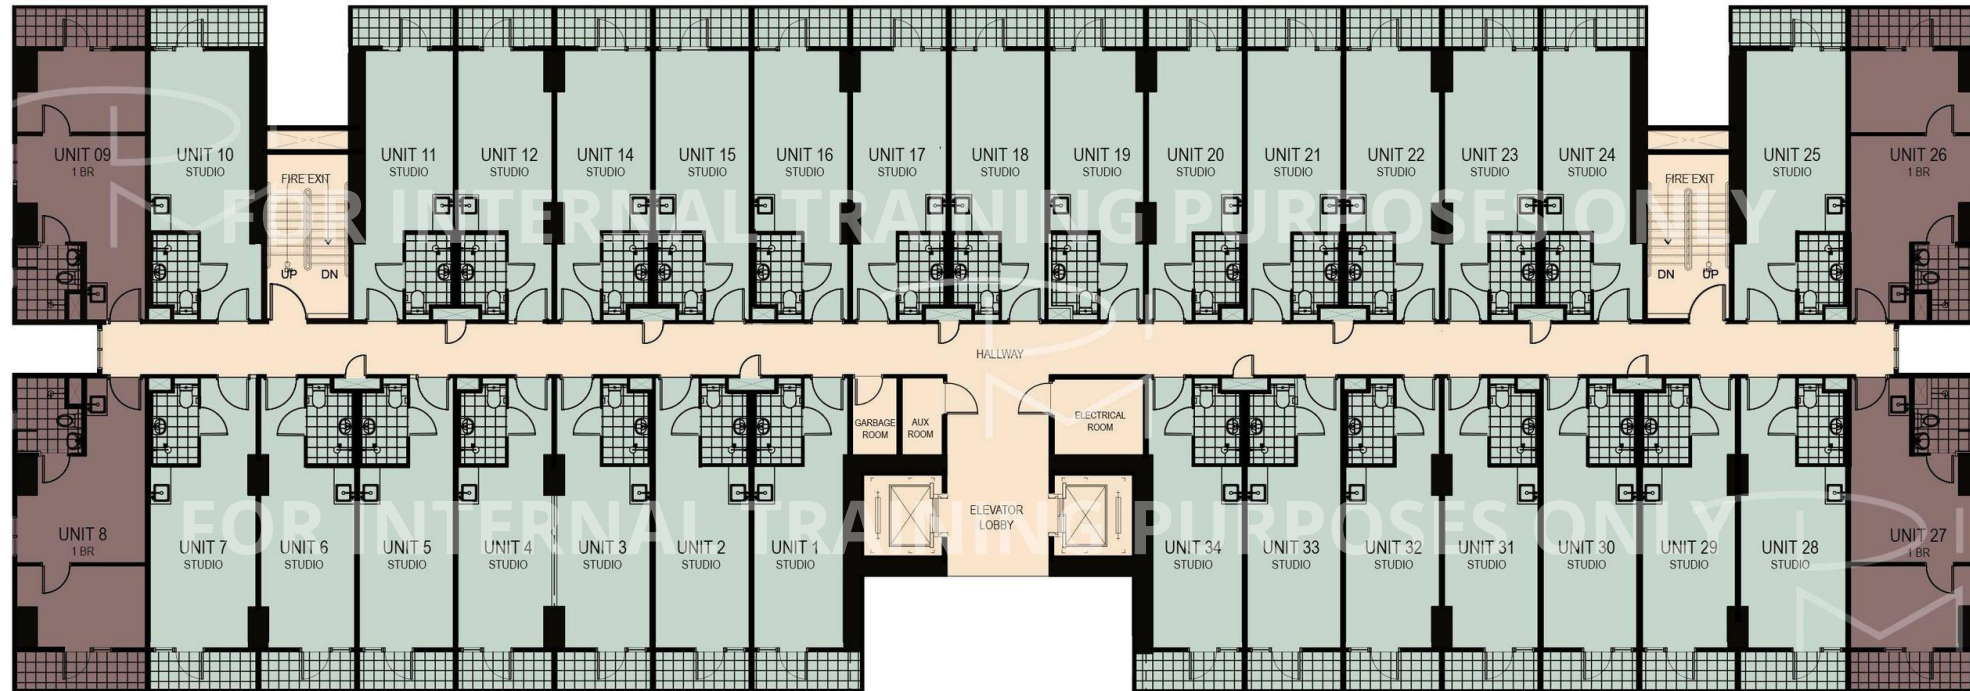 UNIT 09
1 BR
UNIT 10
STUDIO
FIRE EXIT
UP DN
UNIT 11
STUDIO
UNIT 12
STUDIO
UNIT 14
STUDIO
UNIT 15
STUDIO
UNIT 16
STUDIO
UNIT 17
STUDIO
UNIT 18
STUDIO
UNIT 19
STUDIO
UNIT 20
STUDIO
UNIT 21
STUDIO
UNIT 22
STUDIO
UNIT 23
STUDIO
UNIT 24
STUDIO
FIRE EXIT
DN UP
UNIT 25
STUDIO
UNIT 26
1 BR
FOR INTERNAL TRAINING PURPOSES ONLY
HALLWAY
GARBAGE
ROOM
AUX
ROOM
ELECTRICAL
ROOM
ELEVATOR
LOBBY
UNIT 8
1 BR
UNIT 7
STUDIO
UNIT 6
STUDIO
UNIT 5
STUDIO
UNIT 4
STUDIO
UNIT 3
STUDIO
UNIT 2
STUDIO
UNIT 1
STUDIO
UNIT 34
STUDIO
UNIT 33
STUDIO
UNIT 32
STUDIO
UNIT 31
STUDIO
UNIT 30
STUDIO
UNIT 29
STUDIO
UNIT 28
STUDIO
UNIT 27
1 BR
FOR INTERNAL TRAINING PURPOSES ONLY